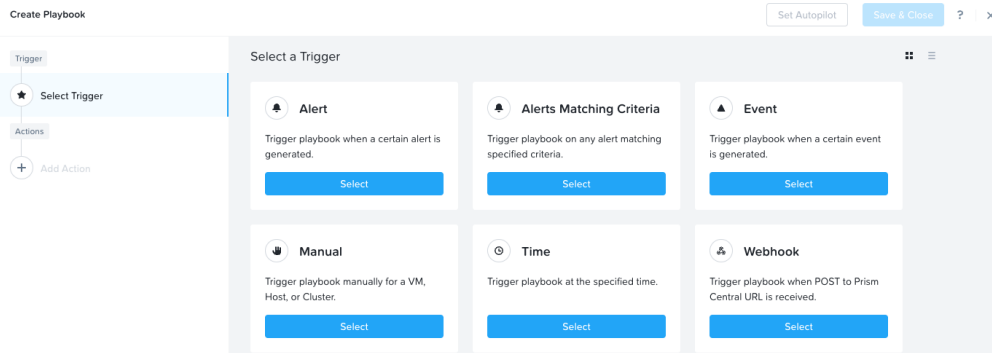 Create Playbook
Set Autopilot
Save & Close
?
Trigger
Select Trigger
Actions
Add Action
Select a Trigger
Alert
Trigger playbook when a certain alert is
generated.
Select
Alerts Matching Criteria
Trigger playbook on any alert matching
specified criteria.
Select
Event
Trigger playbook when a certain event
is generated.
Select
Manual
Trigger playbook manually for a VM,
Host, or Cluster.
Select
Time
Trigger playbook at the specified time.
Select
Webhook
Trigger playbook when POST to Prism
Central URL is received.
Select